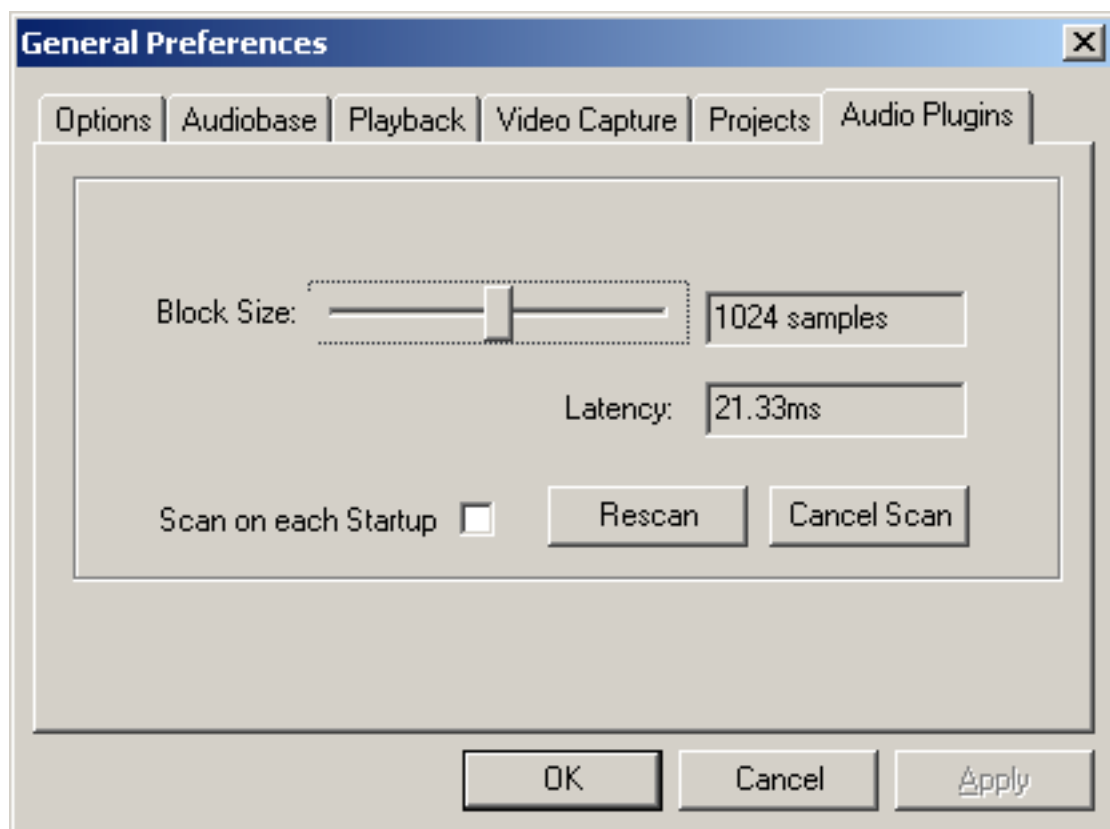 General Preferences
Options Audiobase Playback Video Capture Projects Audio Plugins
Block Size: 1024 samples
Latency: 21.33ms
Scan on each Startup Rescan Cancel Scan
OK Cancel Apply